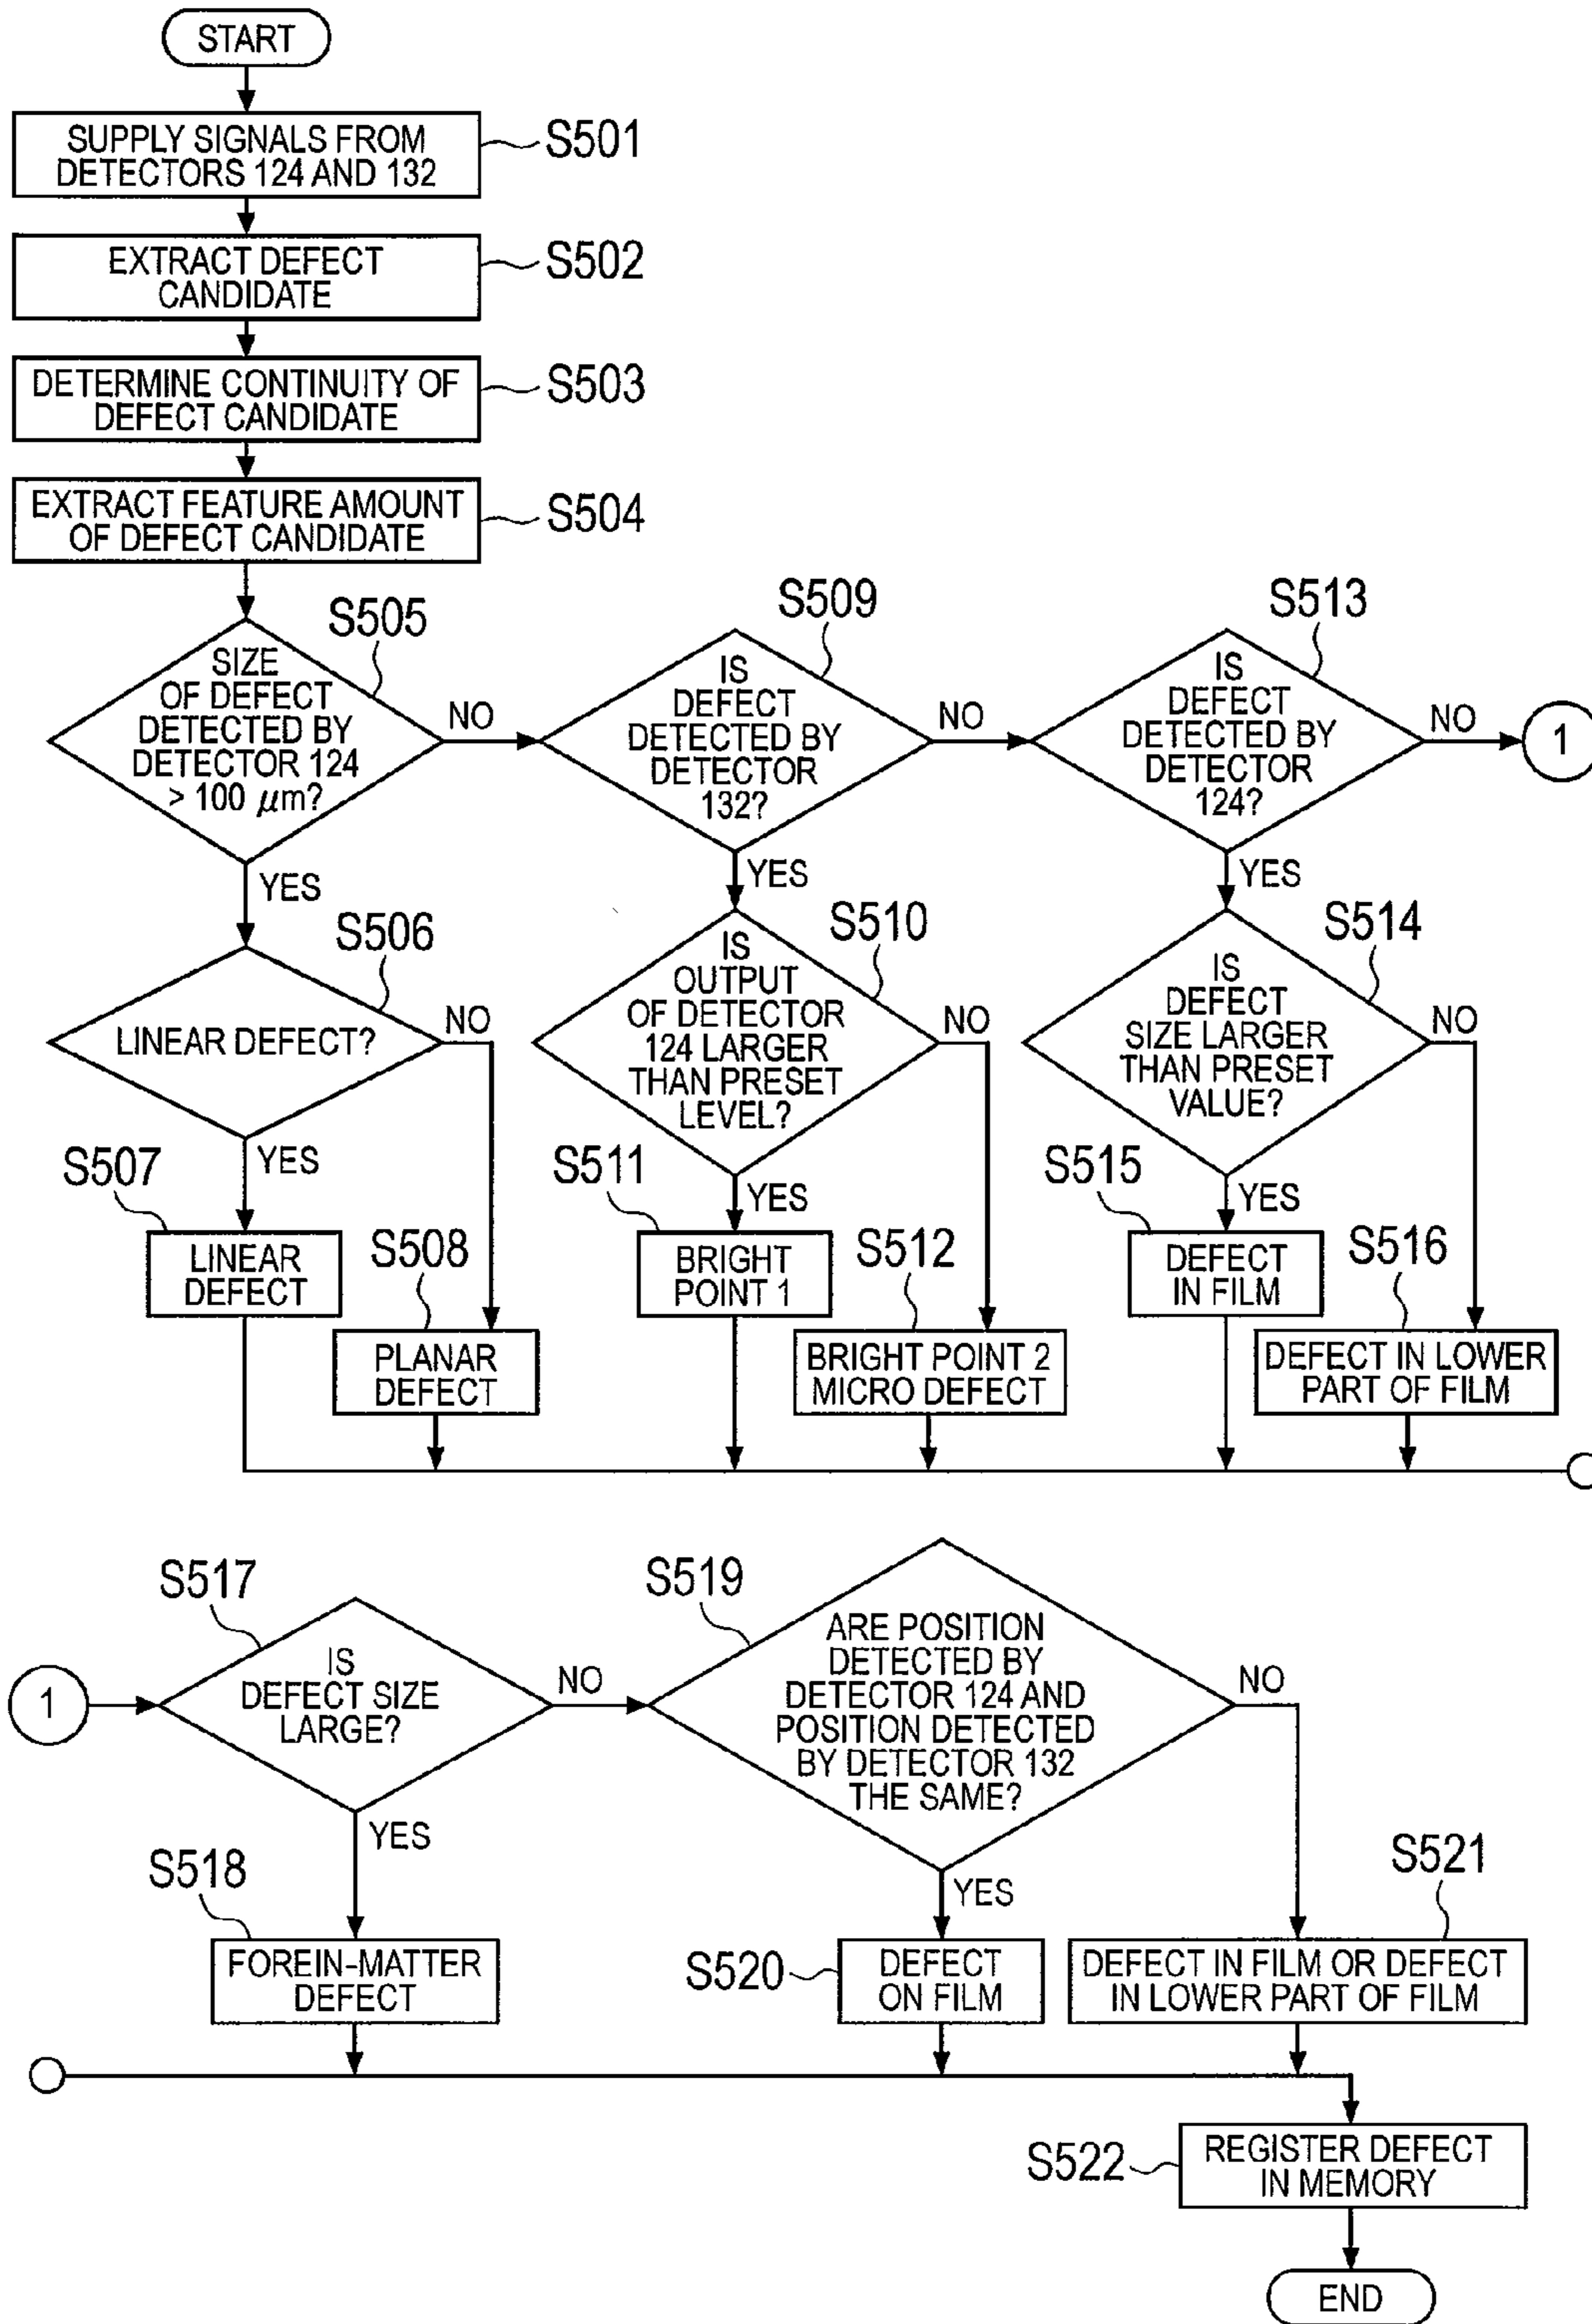 START
SUPPLY SIGNALS FROM
DETECTORS 124 AND 132
S501
EXTRACT DEFECT
CANDIDATE
S502
DETERMINE CONTINUITY OF
DEFECT CANDIDATE
S503
EXTRACT FEATURE AMOUNT
OF DEFECT CANDIDATE
S504
S505
SIZE
OF DEFECT
DETECTED BY
DETECTOR 124
> 100 μm?
NO
YES
S509
IS
DEFECT
DETECTED BY
DETECTOR
132?
NO
YES
S513
IS
DEFECT
DETECTED BY
DETECTOR
124?
NO
1
YES
S506
LINEAR DEFECT?
NO
YES
S510
IS
OUTPUT
OF DETECTOR
124 LARGER
THAN PRESET
LEVEL?
NO
YES
S514
IS
DEFECT
SIZE LARGER
THAN PRESET
VALUE?
NO
YES
S507
LINEAR
DEFECT
S508
PLANAR
DEFECT
S511
BRIGHT
POINT 1
S512
BRIGHT POINT 2
MICRO DEFECT
S515
DEFECT
IN FILM
S516
DEFECT IN LOWER
PART OF FILM
1
S517
IS
DEFECT SIZE
LARGE?
NO
YES
S519
ARE POSITION
DETECTED BY
DETECTOR 124 AND
POSITION DETECTED
BY DETECTOR 132
THE SAME?
NO
YES
S518
FOREIN-MATTER
DEFECT
S520
DEFECT
ON FILM
S521
DEFECT IN FILM OR DEFECT
IN LOWER PART OF FILM
S522
REGISTER DEFECT
IN MEMORY
END